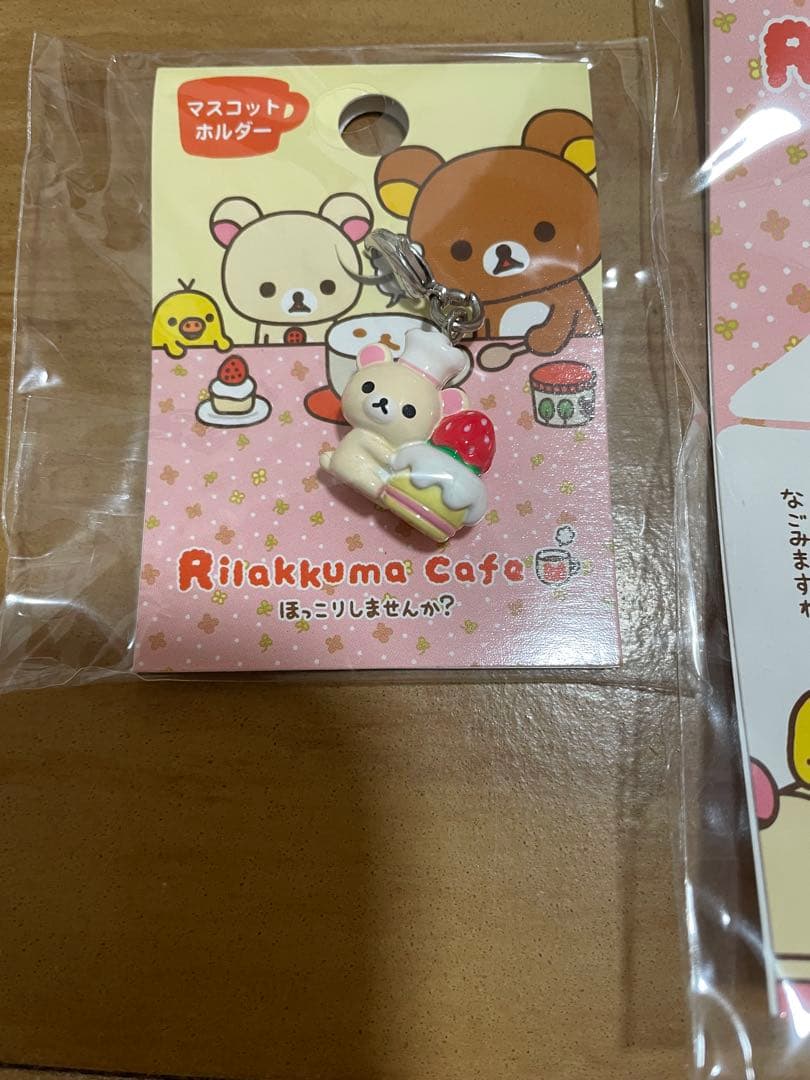 マスコット
ホルダー
Rilakkuma Cafe
ほっこりしませんか?
R
なごみますね